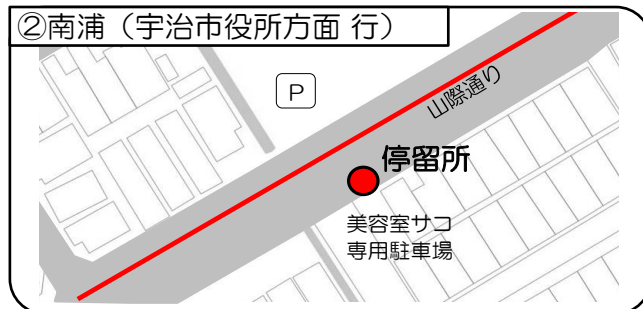 ②南浦（宇治市役所方面 行）
P
山際通り
停留所
美容室サコ
専用駐車場